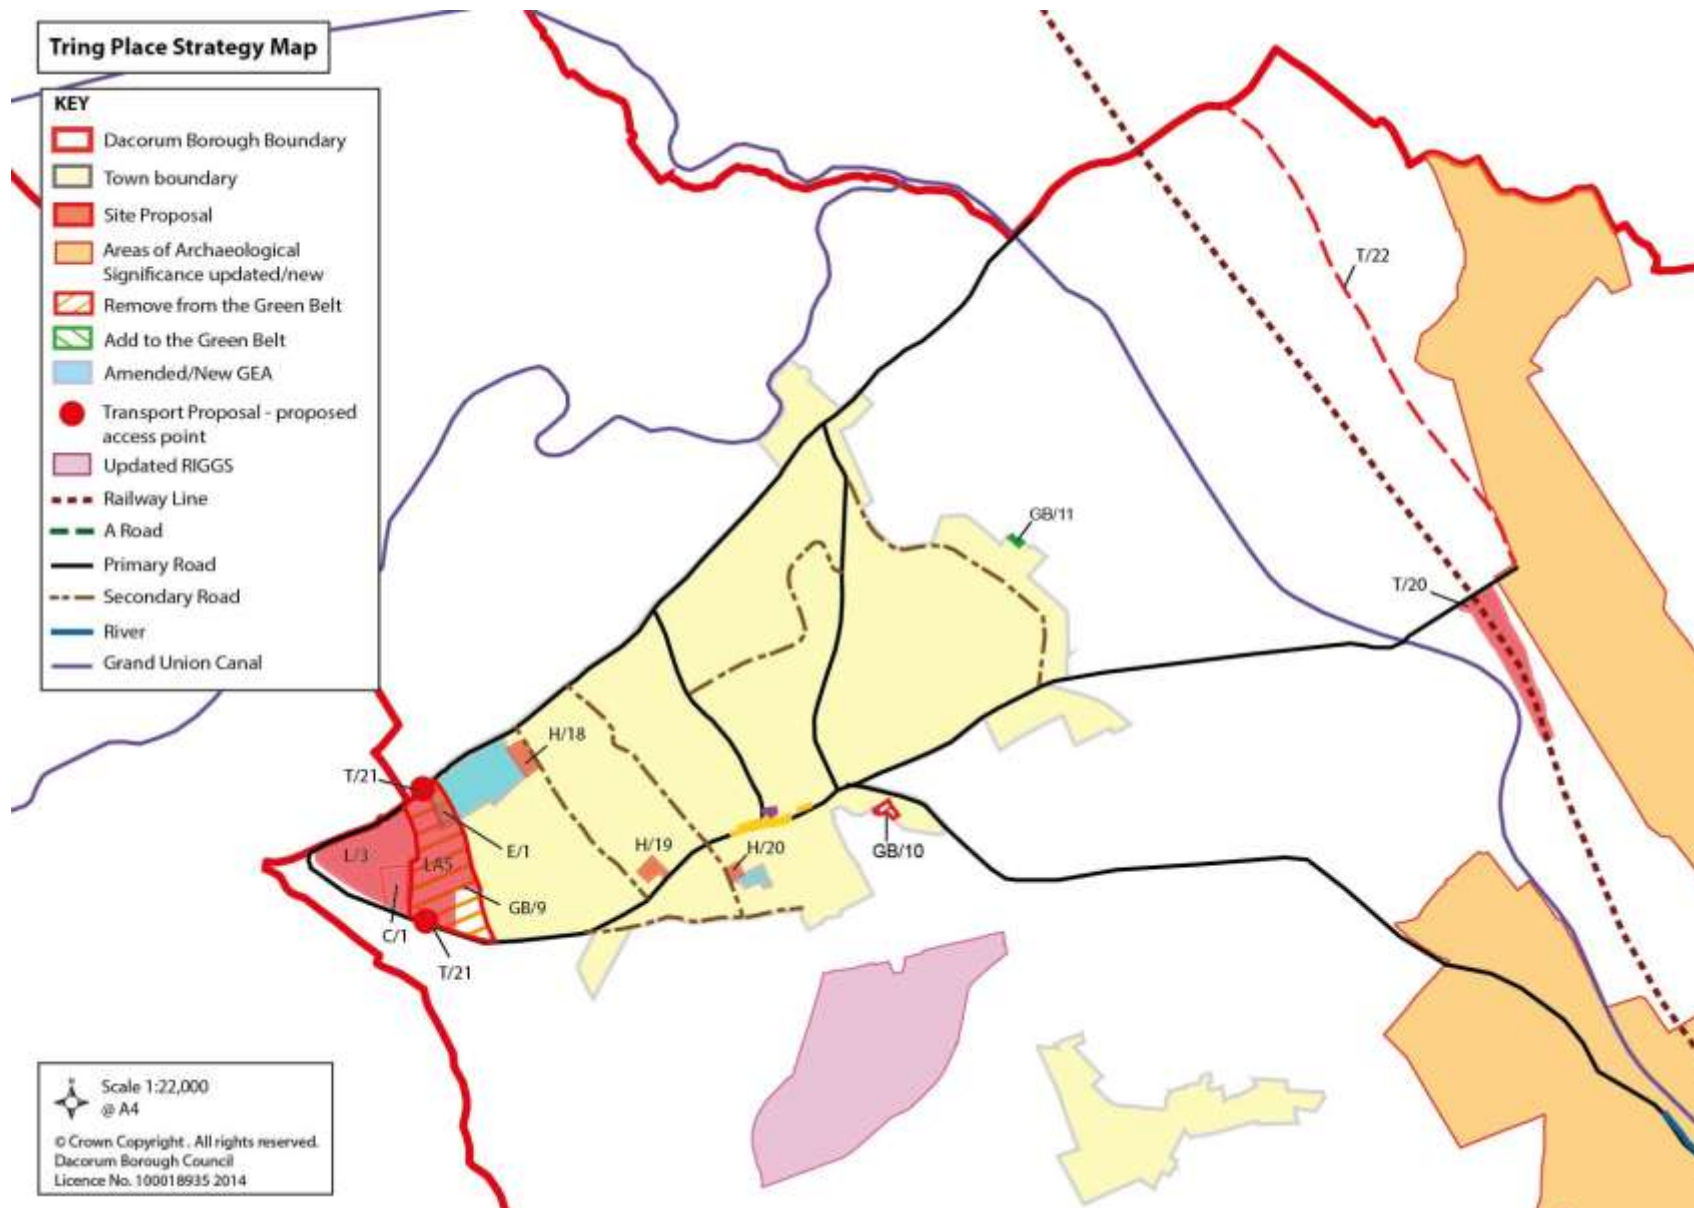 Tring Place Strategy Map
KEY
Dacorum Borough Boundary
Town boundary
Site Proposal
Areas of Archaeological
Significance updated/new
Remove from the Green Belt
Add to the Green Belt
Amended/New GEA
Transport Proposal - proposed
access point
Updated RIGGS
Railway Line
A Road
Primary Road
Secondary Road
River
Grand Union Canal
T/22
GB/11
T/20
H/18
T/21
E/1
L/3
LA5
H/19
H/20
GB/10
GB/9
C/1
T/21
Scale 1:22,000
@ A4
© Crown Copyright . All rights reserved.
Dacorum Borough Council
Licence No. 100018935 2014